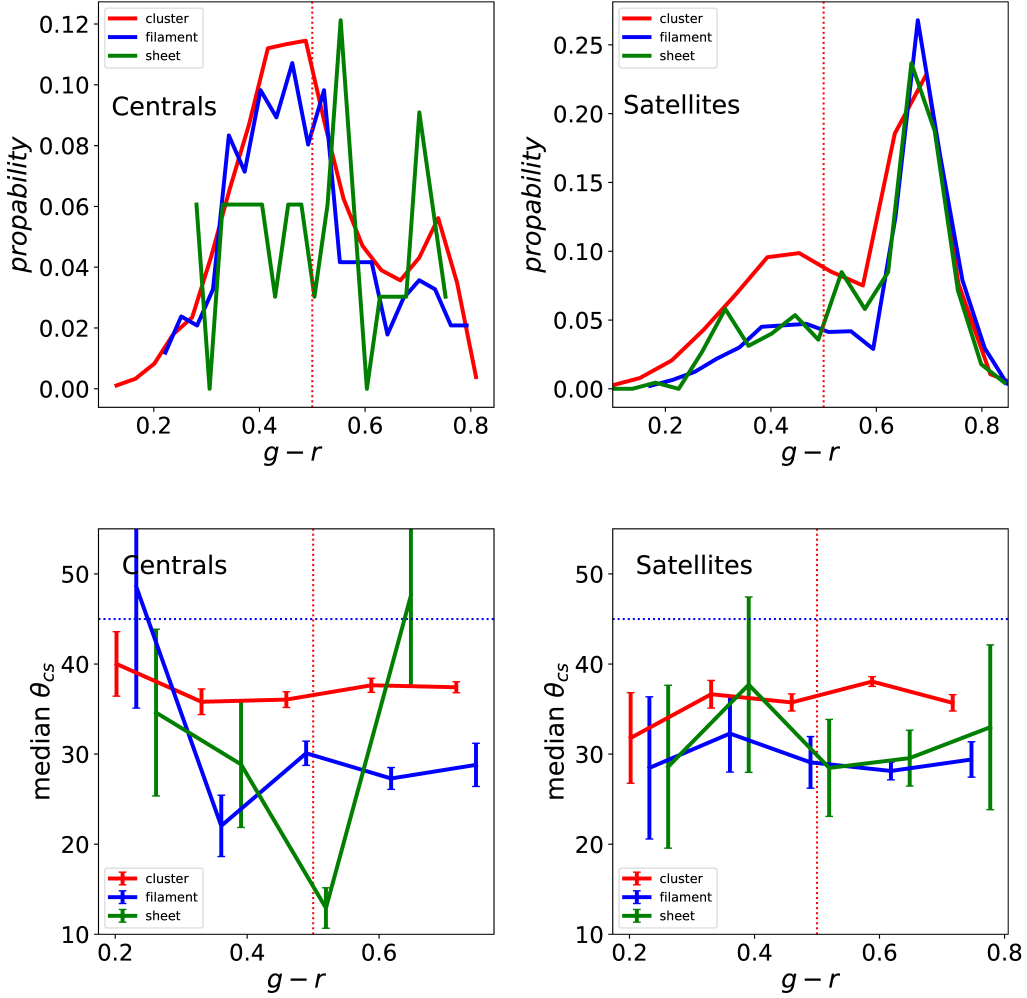 cluster
filament
sheet
Centrals
0.12
0.10
0.08
0.06
0.04
0.02
0.00
propability
0.2
0.4
0.6
0.8
g − r
cluster
filament
sheet
Satellites
0.25
0.20
0.15
0.10
0.05
0.00
propability
0.2
0.4
0.6
0.8
g − r
Centrals
50
40
30
20
10
median θcs
cluster
filament
sheet
0.2
0.4
0.6
g − r
Satellites
50
40
30
20
10
median θcs
cluster
filament
sheet
0.2
0.4
0.6
0.8
g − r